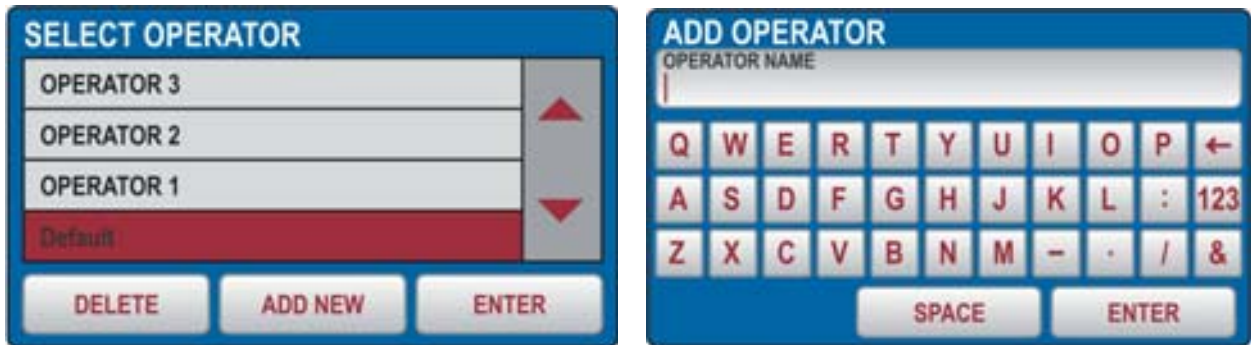 SELECT OPERATOR
OPERATOR 3
OPERATOR 2
OPERATOR 1
Default
DELETE ADD NEW ENTER
ADD OPERATOR
OPERATOR NAME
Q W E R T Y U I O P ←
A S D F G H J K L : 123
Z X C V B N M - . / &
SPACE ENTER